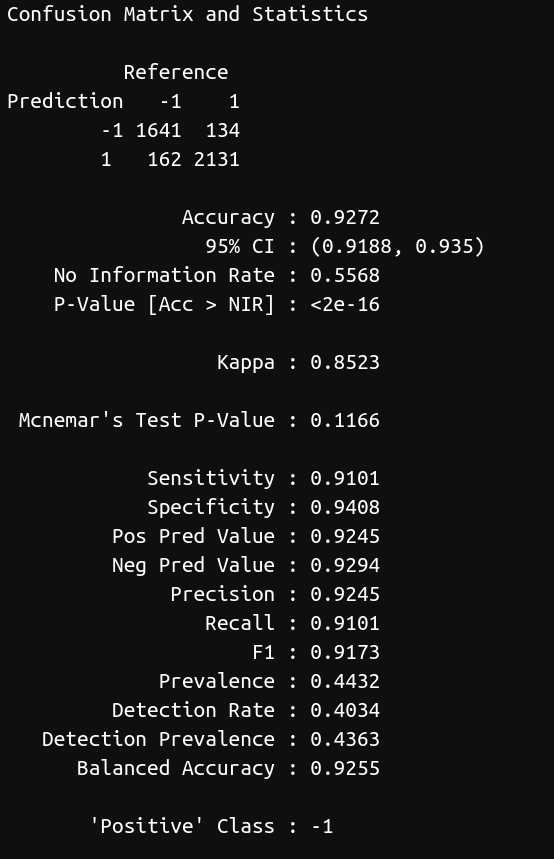 Confusion Matrix and Statistics
Reference
Prediction -1 1
-1 1641 134
1 162 2131
Accuracy : 0.9272
95% CI : (0.9188, 0.935)
No Information Rate : 0.5568
P-Value [Acc > NIR] : <2e-16
Kappa : 0.8523
Mcnemar's Test P-Value : 0.1166
Sensitivity : 0.9101
Specificity : 0.9408
Pos Pred Value : 0.9245
Neg Pred Value : 0.9294
Precision : 0.9245
Recall : 0.9101
F1 : 0.9173
Prevalence : 0.4432
Detection Rate : 0.4034
Detection Prevalence : 0.4363
Balanced Accuracy : 0.9255
'Positive' Class : -1